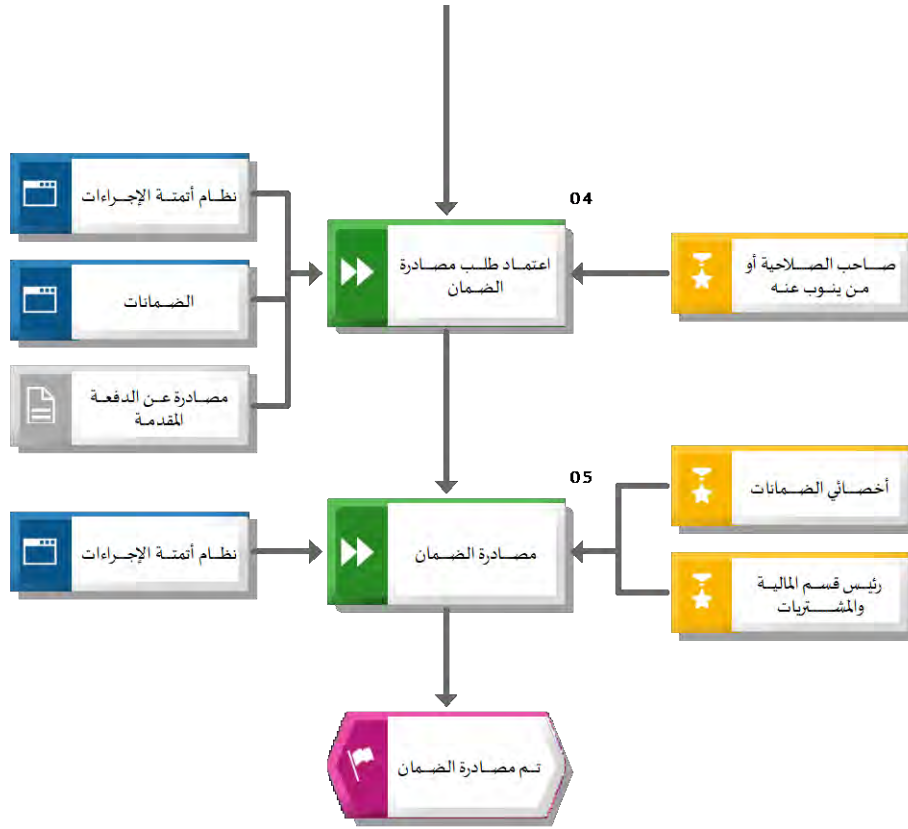 04
صاحب الصلاحية أو
من ينوب عنه
اعتماد طلب مصادرة
الضمان
نظام أتمتة الإجراءات
الضمانات
مصادرة عن الدفعة
المقدمة
05
أخصائي الضمانات
رئيس قسم المالية
والمشتريات
مصادرة الضمان
نظام أتمتة الإجراءات
تم مصادرة الضمان